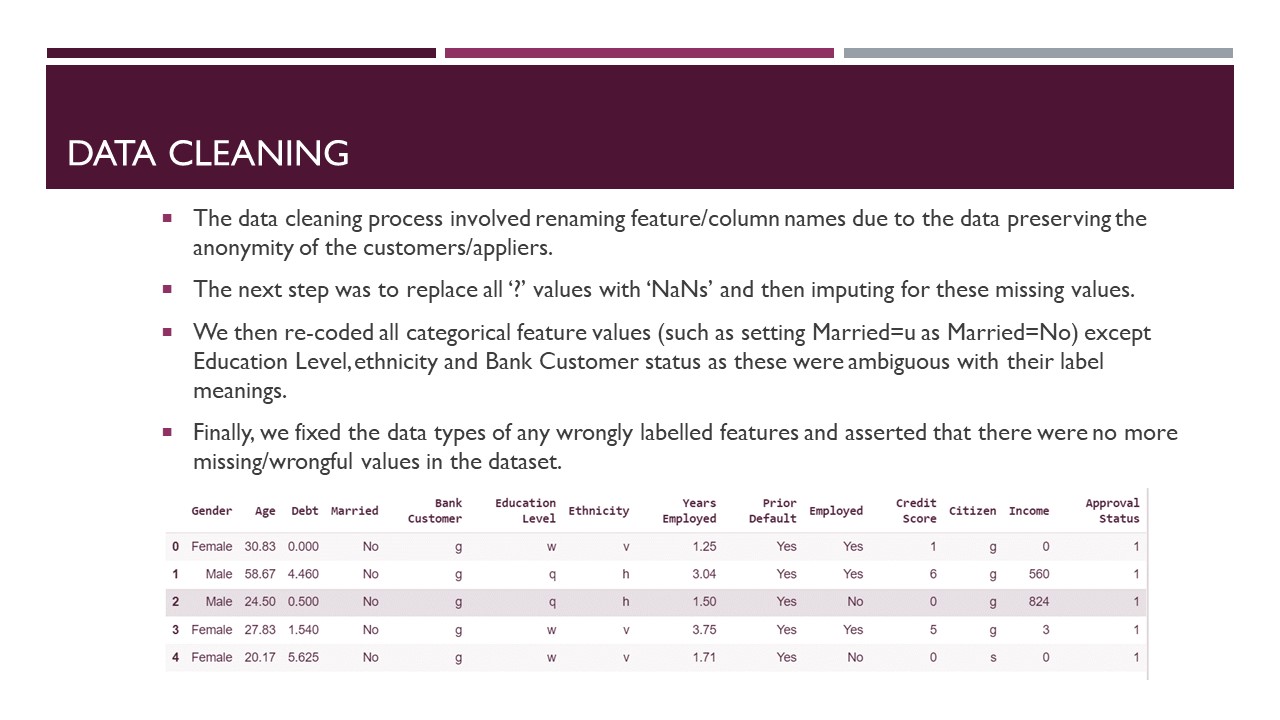 DATA CLEANING
The data cleaning process involved renaming feature/column names due to the data preserving the
anonymity of the customers/appliers.
The next step was to replace all ‘?’ values with ‘NaNs’ and then imputing for these missing values.
We then re-coded all categorical feature values (such as setting Married=u as Married=No) except
Education Level, ethnicity and Bank Customer status as these were ambiguous with their label
meanings.
Finally, we fixed the data types of any wrongly labelled features and asserted that there were no more
missing/wrongful values in the dataset.
Gender Age Debt Married Bank Customer Education Level Ethnicity Years Employed Prior Default Employed Credit Score Citizen Income Approval Status
0 Female 30.83 0.000 No g w v 1.25 Yes Yes 1 g 0 1
1 Male 58.67 4.460 No g q h 3.04 Yes Yes 6 g 560 1
2 Male 24.50 0.500 No g q h 1.50 Yes No 0 g 824 1
3 Female 27.83 1.540 No g w v 3.75 Yes Yes 5 g 3 1
4 Female 20.17 5.625 No g w v 1.71 Yes No 0 s 0 1